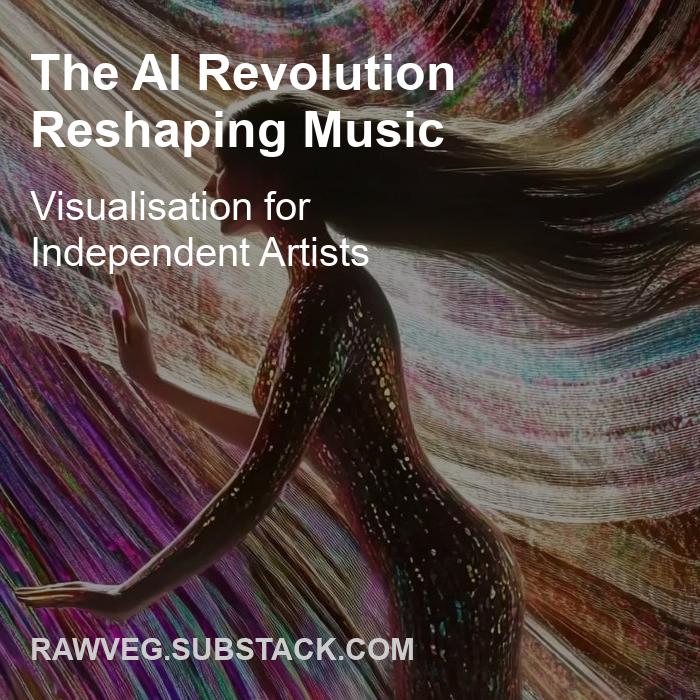 The AI Revolution
Reshaping Music
Visualisation for
Independent Artists
RAWVEG.SUBSTACK.COM